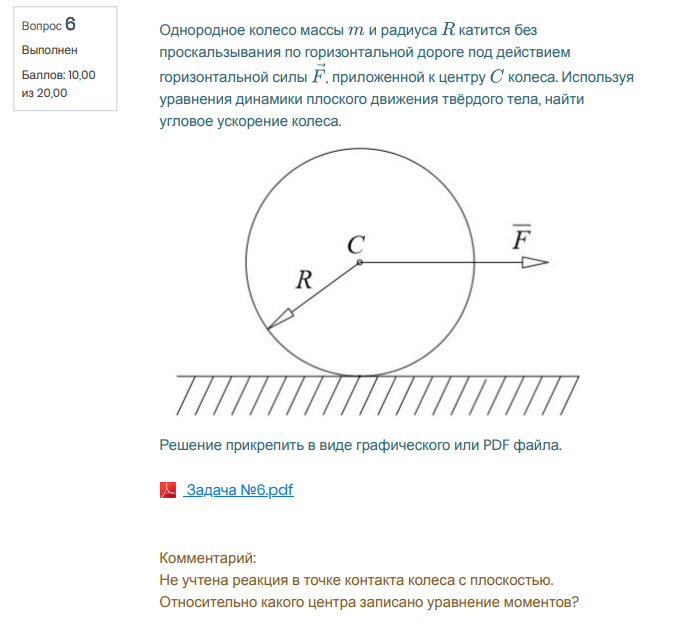 Вопрос 6
Выполнен
Баллов: 10,00
из 20,00
Однородное колесо массы m и радиуса R катится без
проскальзывания по горизонтальной дороге под действием
горизонтальной силы F⃗, приложенной к центру C колеса. Используя
уравнения динамики плоского движения твёрдого тела, найти
угловое ускорение колеса.
C
F̅
R
Решение прикрепить в виде графического или PDF файла.
Задача №6.pdf
Комментарий:
Не учтена реакция в точке контакта колеса с плоскостью.
Относительно какого центра записано уравнение моментов?